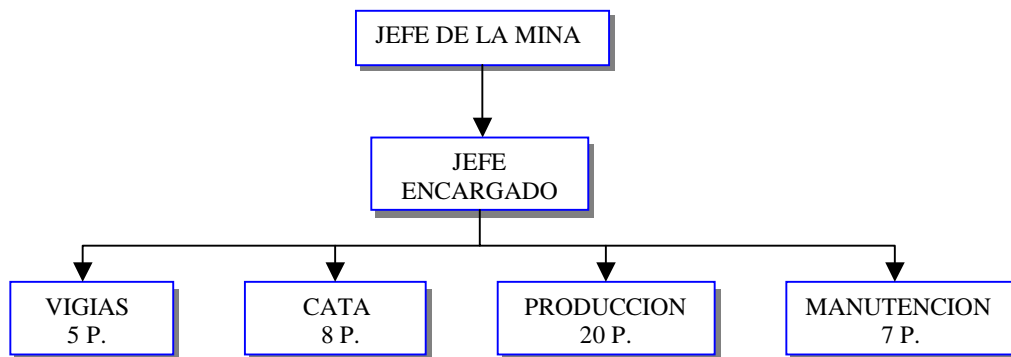 JEFE DE LA MINA
JEFE
ENCARGADO
VIGIAS
5 P.
CATA
8 P.
PRODUCCION
20 P.
MANUTENCION
7 P.